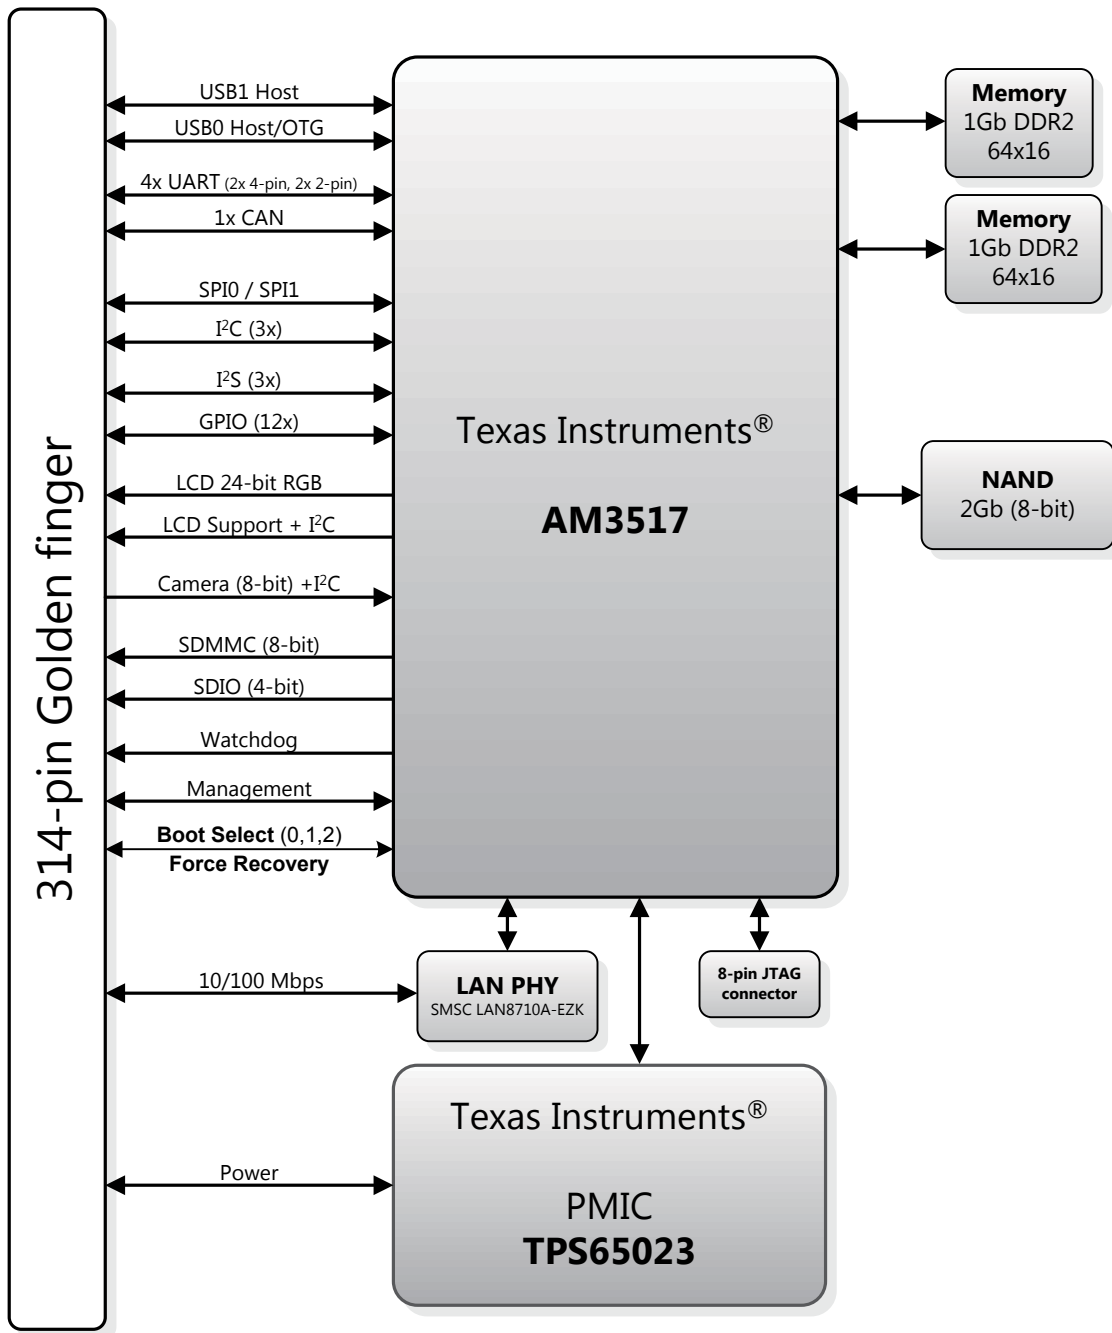 314-pin Golden finger
USB1 Host
USB0 Host/OTG
4x UART (2x 4-pin, 2x 2-pin)
1x CAN
SPI0 / SPI1
I²C (3x)
I²S (3x)
GPIO (12x)
LCD 24-bit RGB
LCD Support + I²C
Camera (8-bit) +I²C
SDMMC (8-bit)
SDIO (4-bit)
Watchdog
Management
Boot Select (0,1,2)
Force Recovery
10/100 Mbps
Power
Texas Instruments®
AM3517
Memory
1Gb DDR2
64x16
Memory
1Gb DDR2
64x16
NAND
2Gb (8-bit)
LAN PHY
SMSC LAN8710A-EZK
8-pin JTAG
connector
Texas Instruments®
PMIC
TPS65023